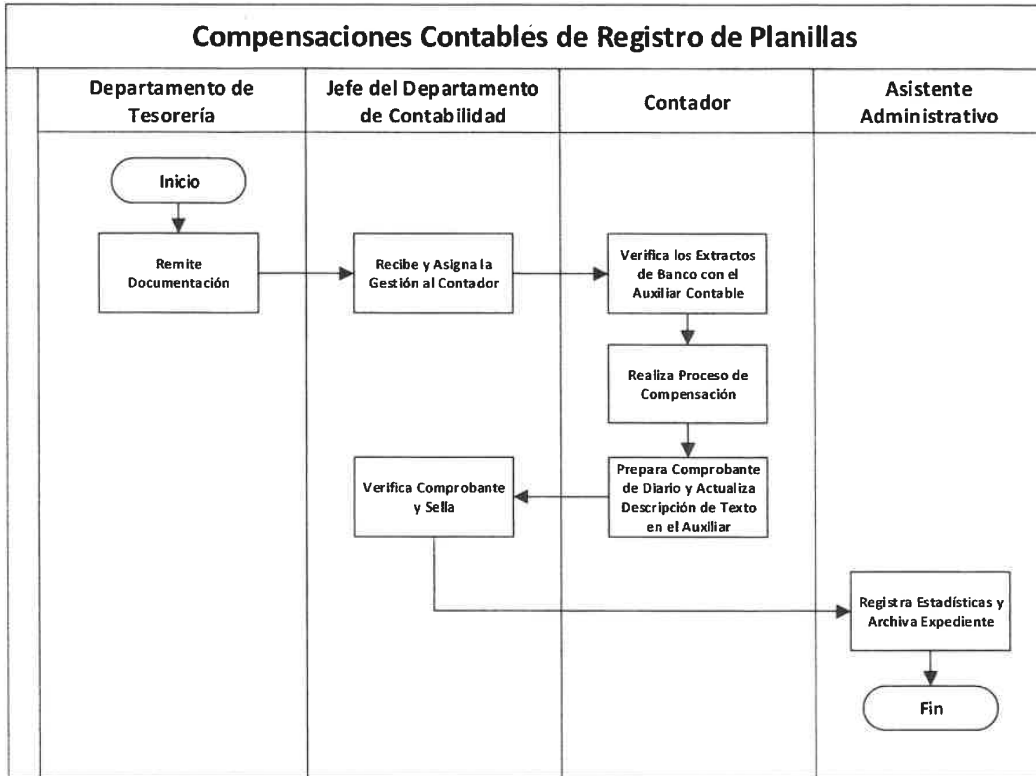 Compensaciones Contables de Registro de Planillas
Departamento de
Tesorería
Jefe del Departamento
de Contabilidad
Contador
Asistente
Administrativo
Inicio
Remite
Documentación
Recibe y Asigna la
Gestión al Contador
Verifica los Extractos
de Banco con el
Auxiliar Contable
Realiza Proceso de
Compensación
Prepara Comprobante
de Diario y Actualiza
Descripción de Texto
en el Auxiliar
Verifica Comprobante
y Sella
Registra Estadísticas y
Archiva Expediente
Fin